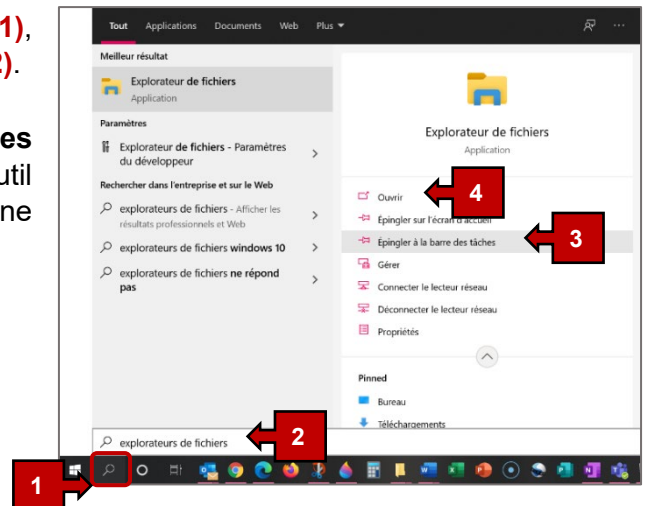 1),
2).
es
util
ne
Tout Applications Documents Web Plus
Meilleur résultat
Explorateur de fichiers
Application
Paramètres
Explorateur de fichiers - Paramètres
du développeur
Rechercher dans l'entreprise et sur le Web
explorateurs de fichiers - Afficher les
résultats professionnels et Web
explorateurs de fichiers windows 10
explorateurs de fichiers ne répond
pas
Explorateur de fichiers
Application
Ouvrir
4
Épingler sur l'écran d'accueil
Épingler à la barre des tâches
3
Gérer
Connecter le lecteur réseau
Déconnecter le lecteur réseau
Propriétés
Pinned
Bureau
Téléchargements
explorateurs de fichiers
2
1